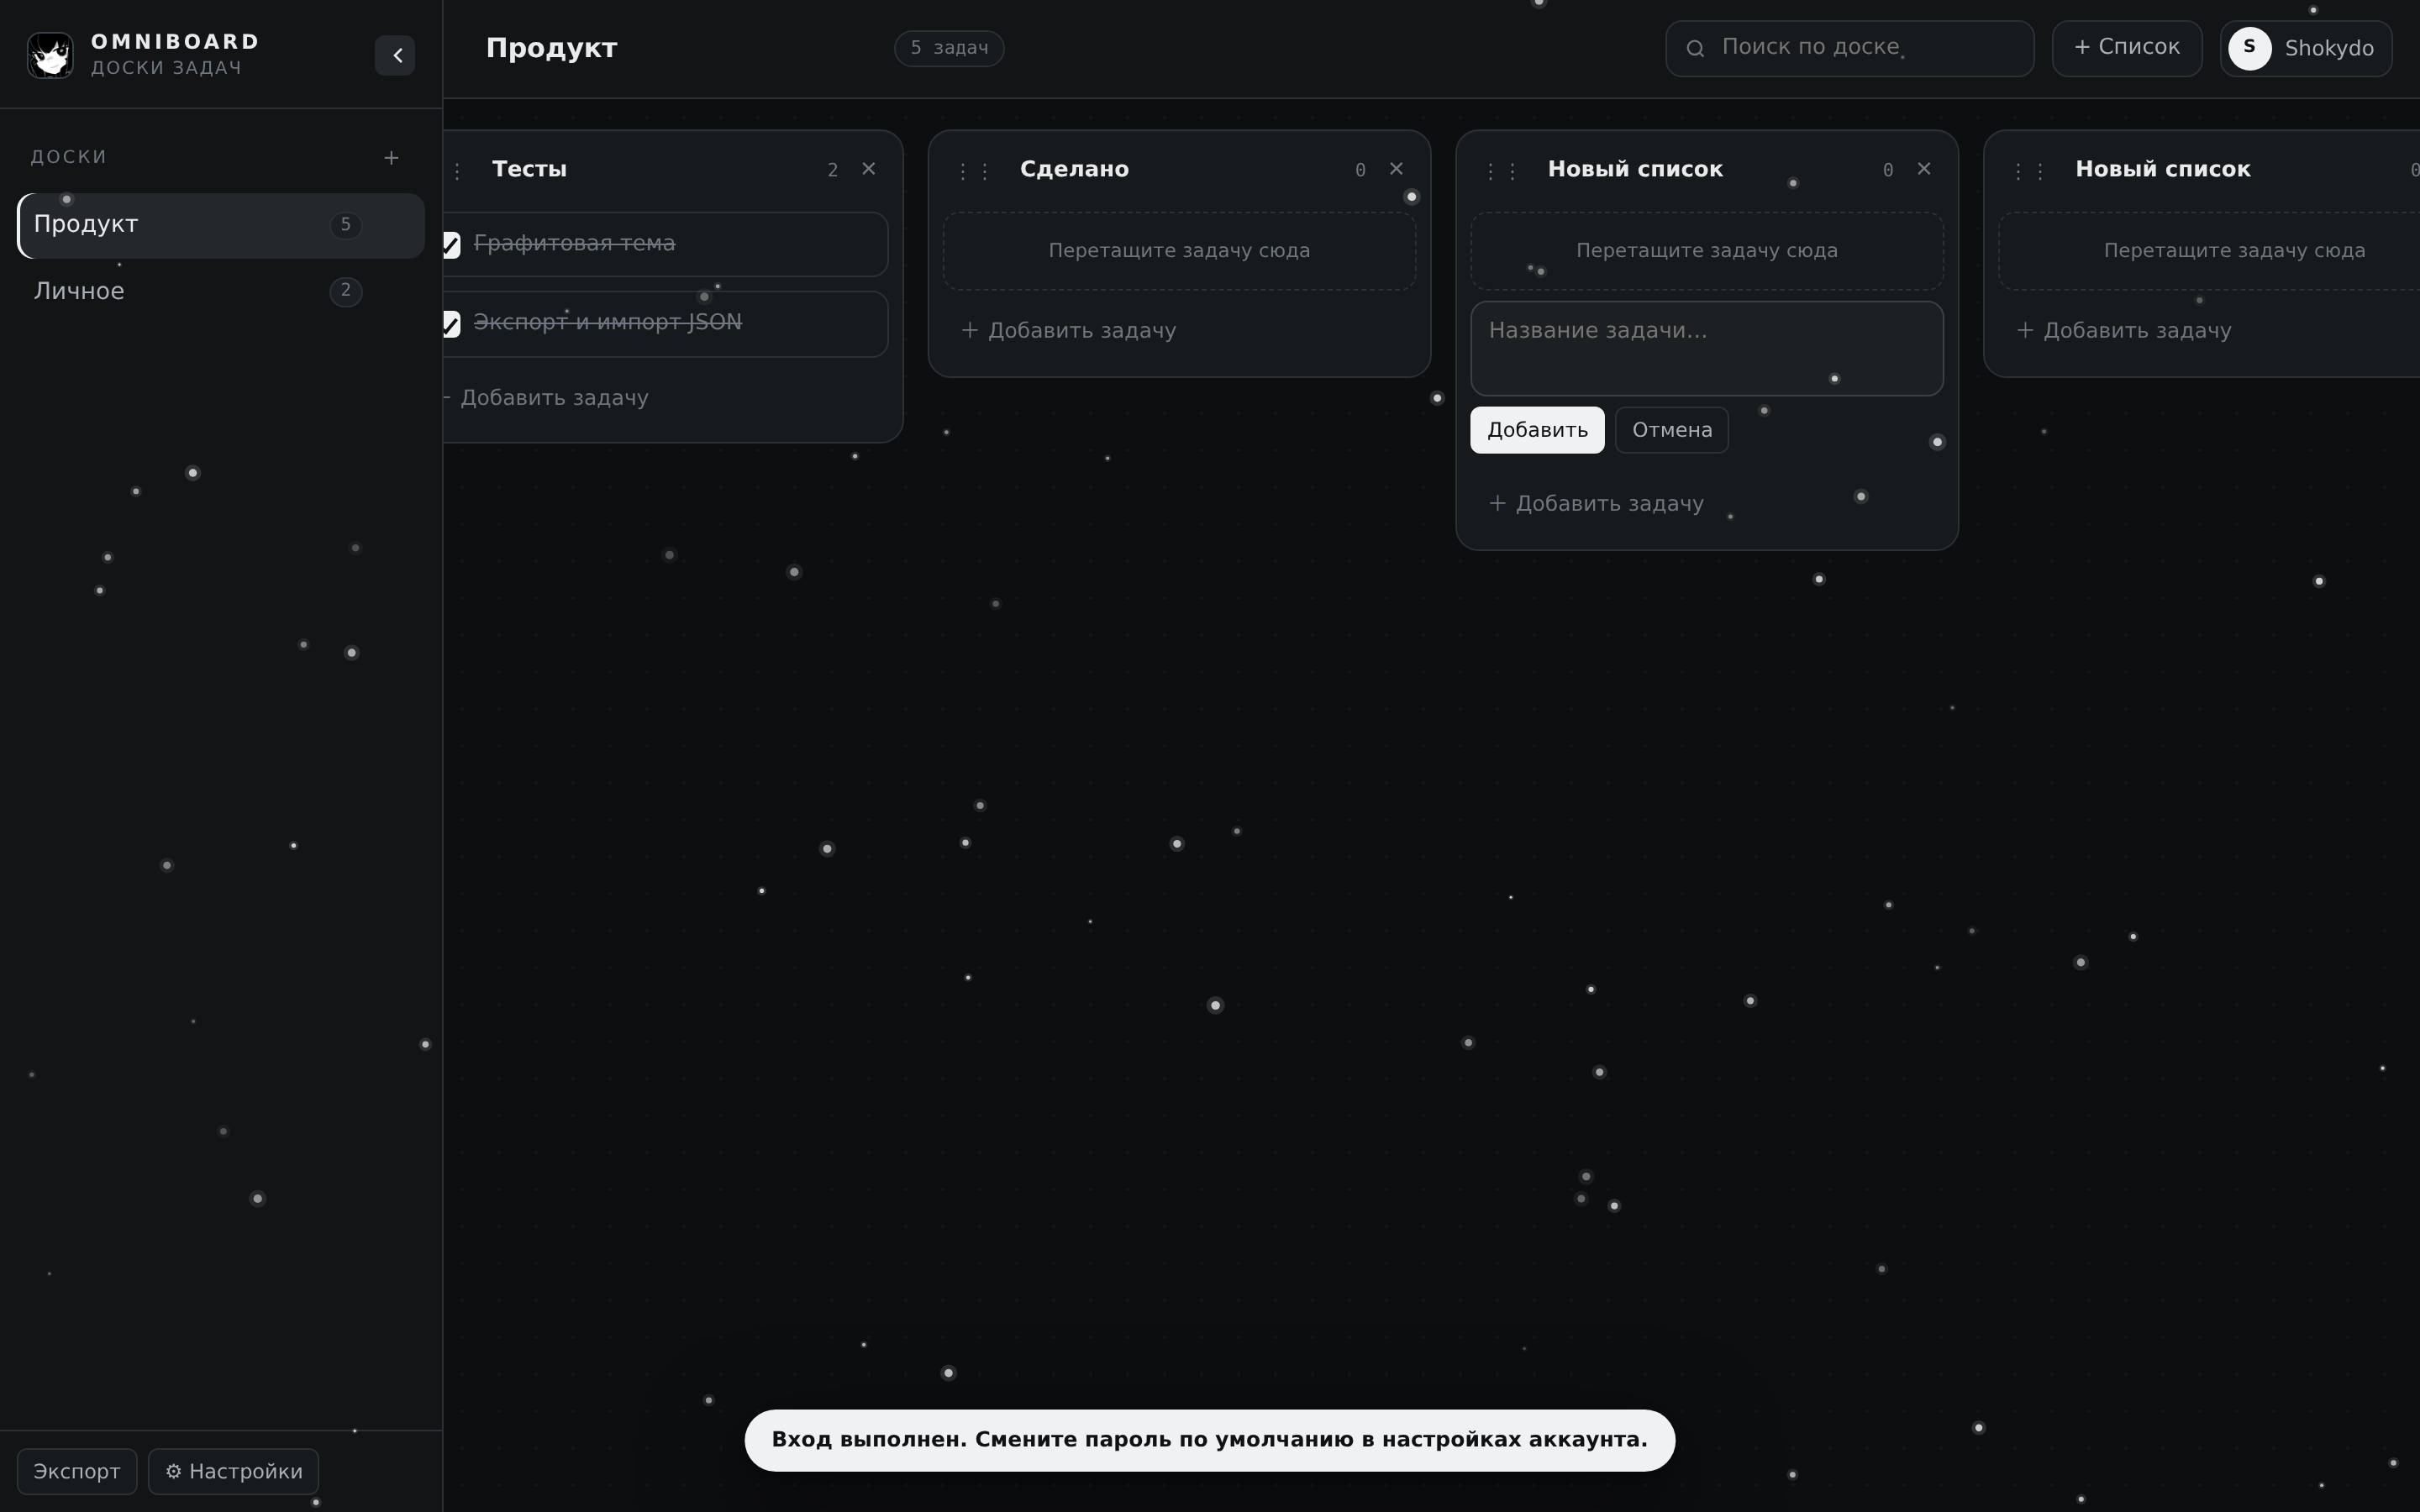 OMNIBOARD
ДОСКИ ЗАДАЧ
ДОСКИ
+
Продукт 5
Личное 2
Экспорт
⚙ Настройки
Продукт
5 задач
Поиск по доске
+ Список
S Shokydo
Тесты 2 ✕
Графитовая тема
Экспорт и импорт JSON
Добавить задачу
Сделано 0 ✕
Перетащите задачу сюда
+ Добавить задачу
Новый список 0 ✕
Перетащите задачу сюда
Название задачи...
Добавить
Отмена
+ Добавить задачу
Новый список 0
Перетащите задачу сюда
+ Добавить задачу
Вход выполнен. Смените пароль по умолчанию в настройках аккаунта.